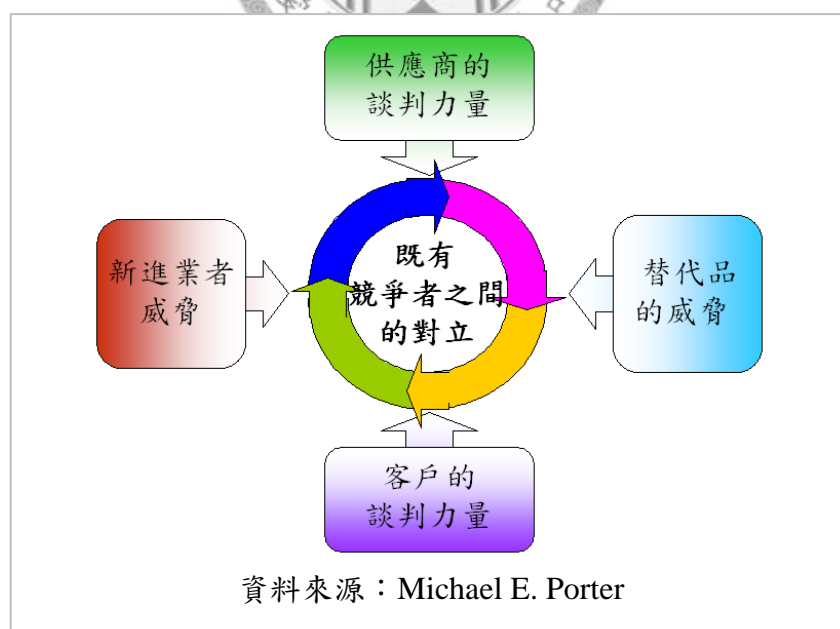 供應商的
談判力量
新進業者
威脅
既有
競爭者之間
的對立
替代品
的威脅
客戶的
談判力量
資料來源：Michael E. Porter